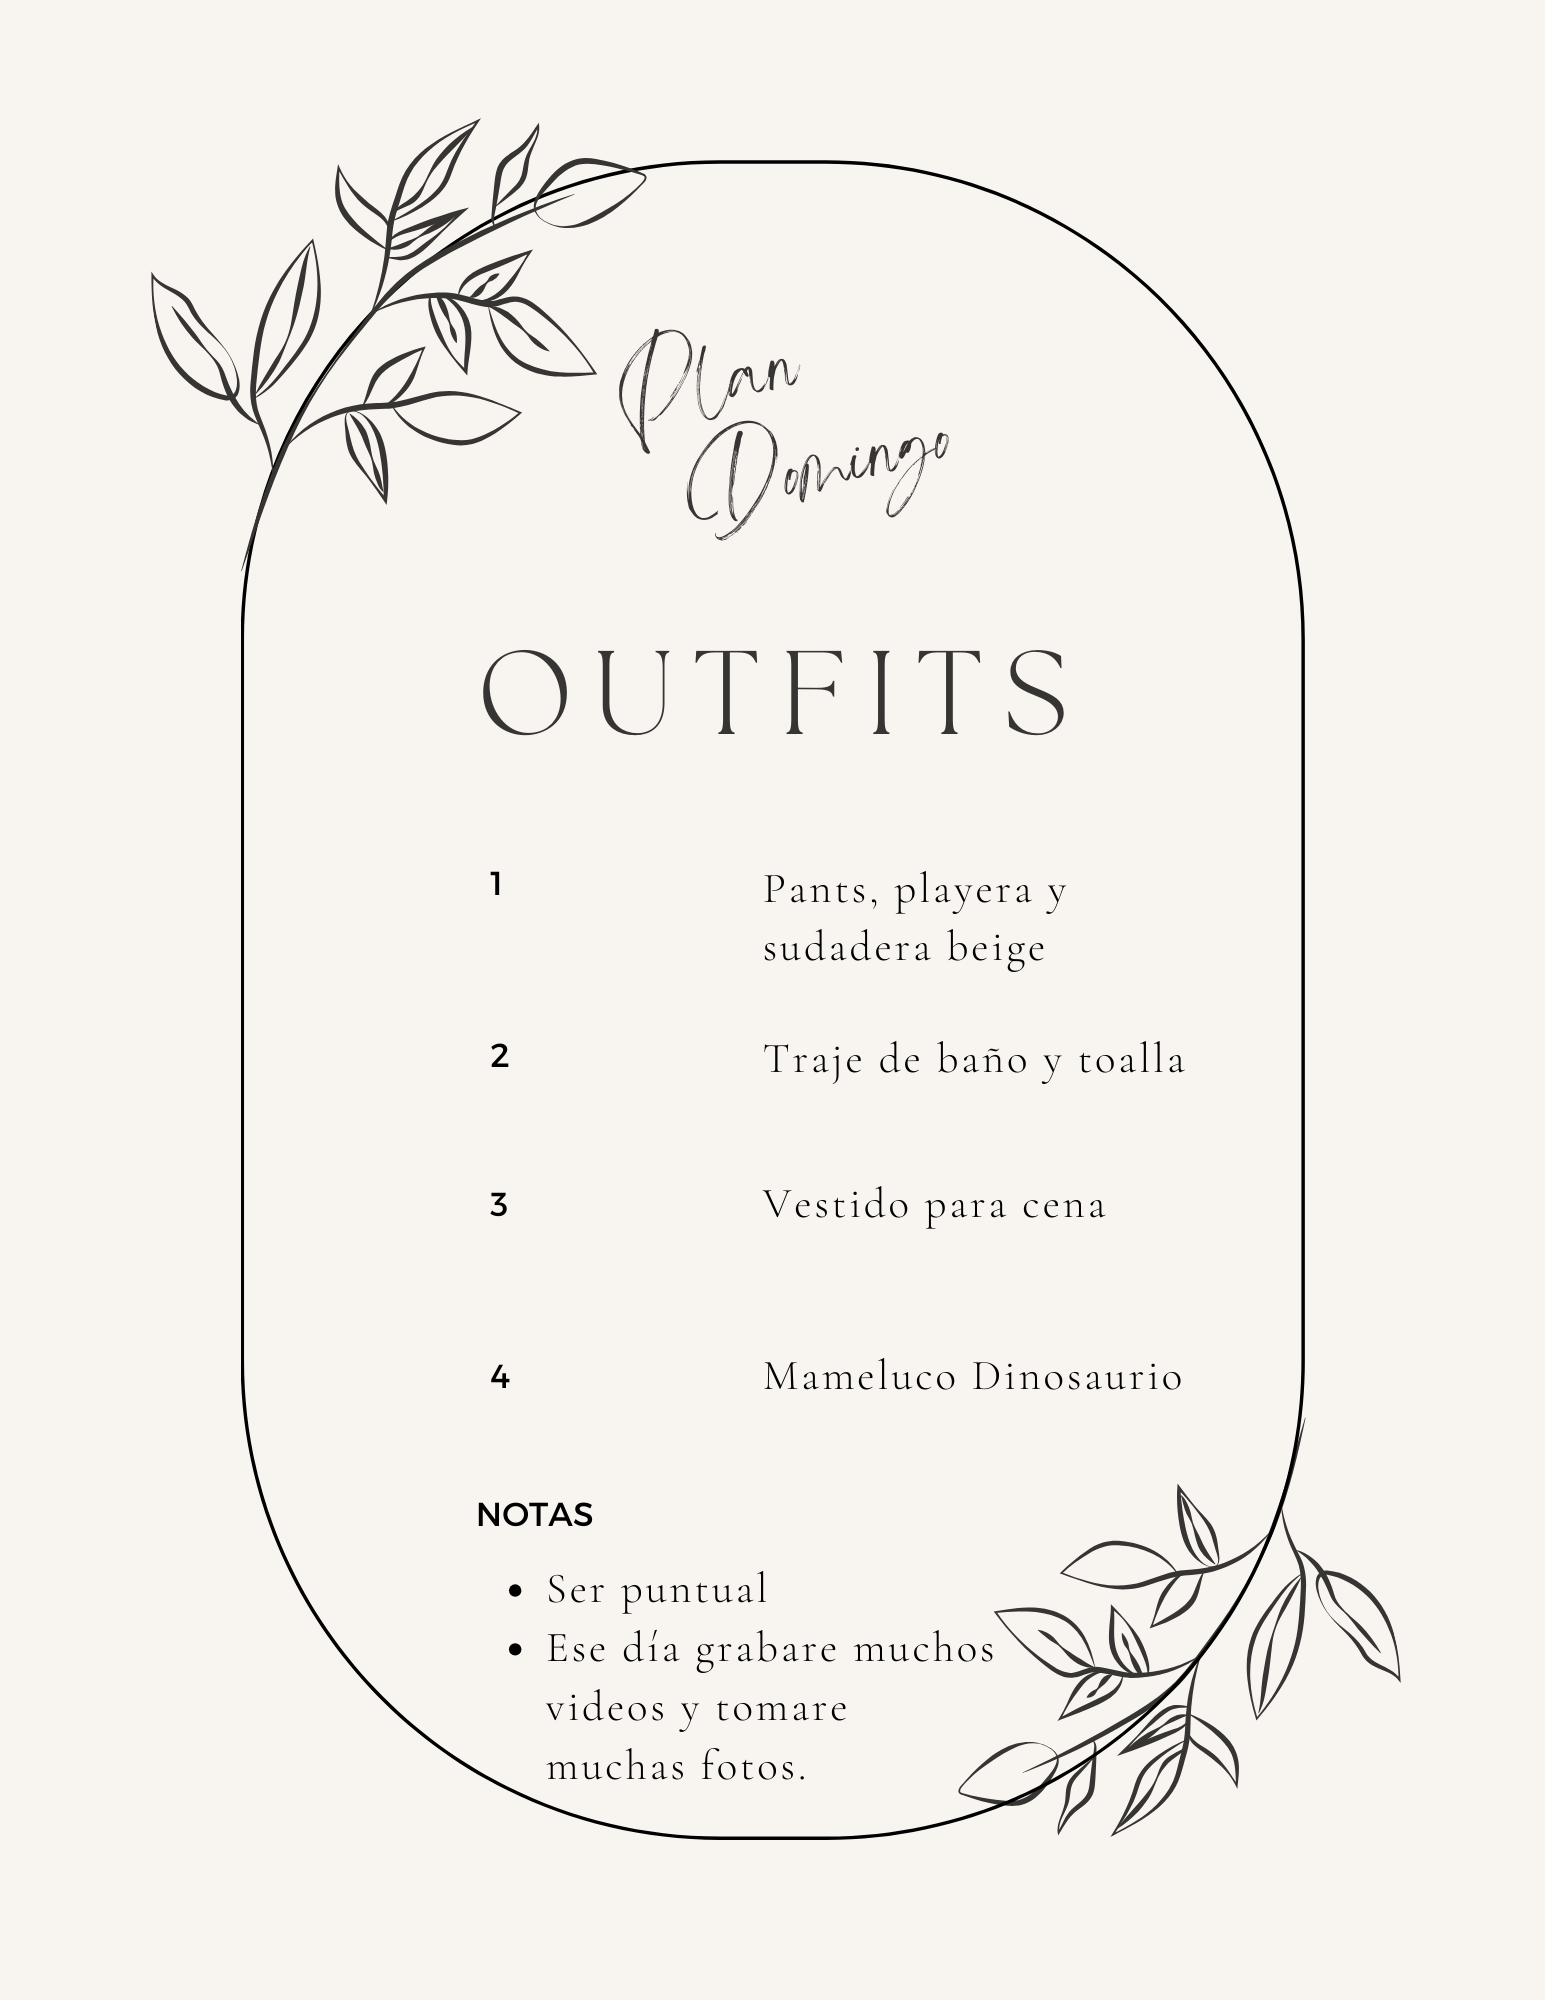 Plan
Domingo
OUTFITS
1 Pants, playera y
sudadera beige
2 Traje de baño y toalla
3 Vestido para cena
4 Mameluco Dinosaurio
NOTAS
• Ser puntual
• Ese día grabare muchos
videos y tomare
muchas fotos.